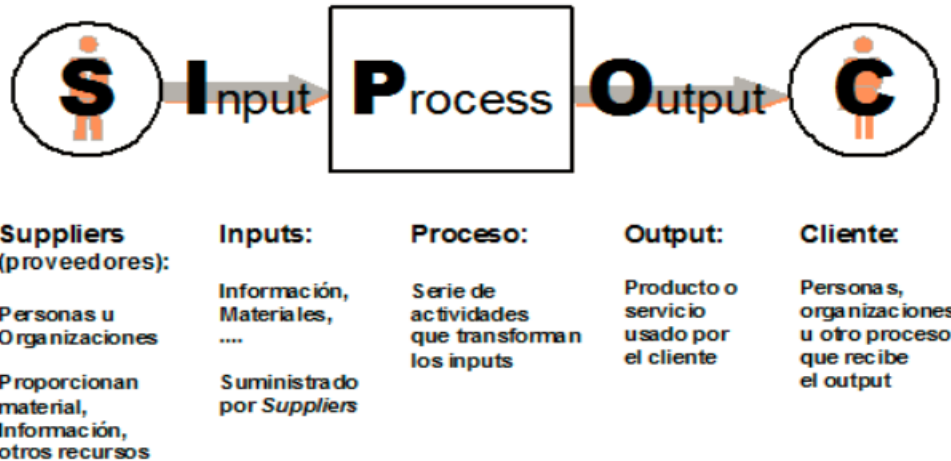 S Input Process Output C
Suppliers
(proveedores):
Personas u
Organizaciones
Proporcionan
material,
Información,
otros recursos
Inputs:
Información,
Materiales,
....
Suministrado
por Suppliers
Proceso:
Serie de
actividades
que transforman
los inputs
Output:
Producto o
servicio
usado por
el cliente
Cliente:
Personas,
organizaciones
u otro proceso
que recibe
el output